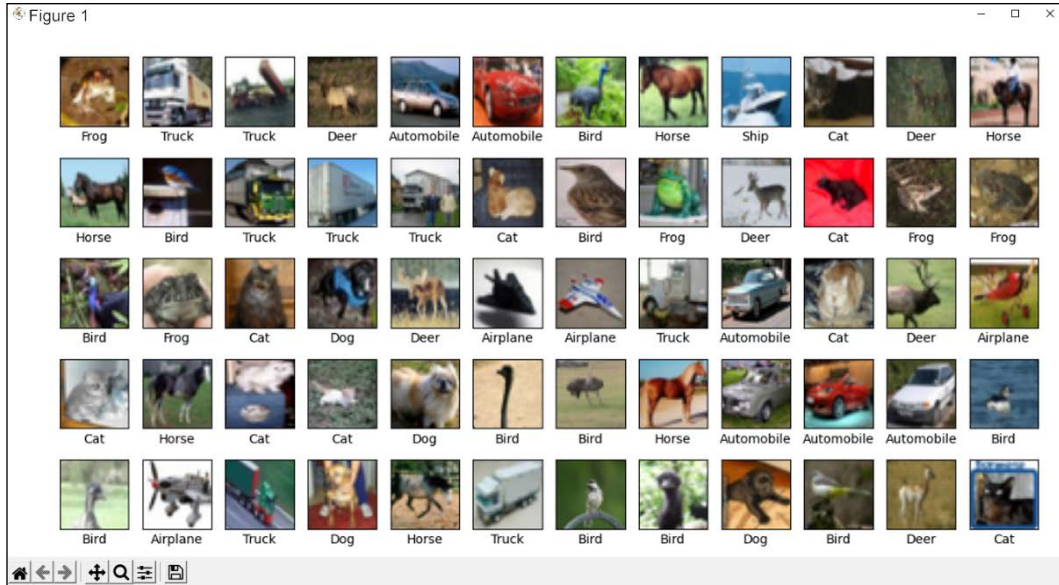 Figure 1
Frog Truck Truck Deer Automobile Automobile Bird Horse Ship Cat Deer Horse
Horse Bird Truck Truck Truck Cat Bird Frog Deer Cat Frog Frog
Bird Frog Cat Dog Deer Airplane Airplane Truck Automobile Cat Deer Airplane
Cat Horse Cat Cat Dog Bird Bird Horse Automobile Automobile Automobile Bird
Bird Airplane Truck Dog Horse Truck Bird Bird Dog Bird Deer Cat